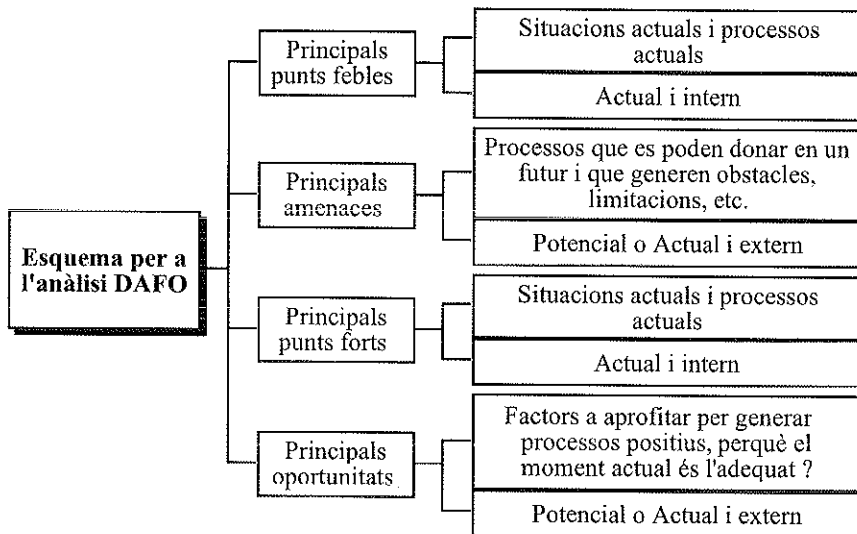 Esquema per a
l'anàlisi DAFO
Principals
punts febles
Situacions actuals i processos
actuals
Actual i intern
Principals
amenaces
Processos que es poden donar en un
futur i que generen obstacles,
limitacions, etc.
Potencial o Actual i extern
Principals
punts forts
Situacions actuals i processos
actuals
Actual i intern
Principals
oportunitats
Factors a aprofitar per generar
processos positius, perquè el
moment actual és l'adequat ?
Potencial o Actual i extern